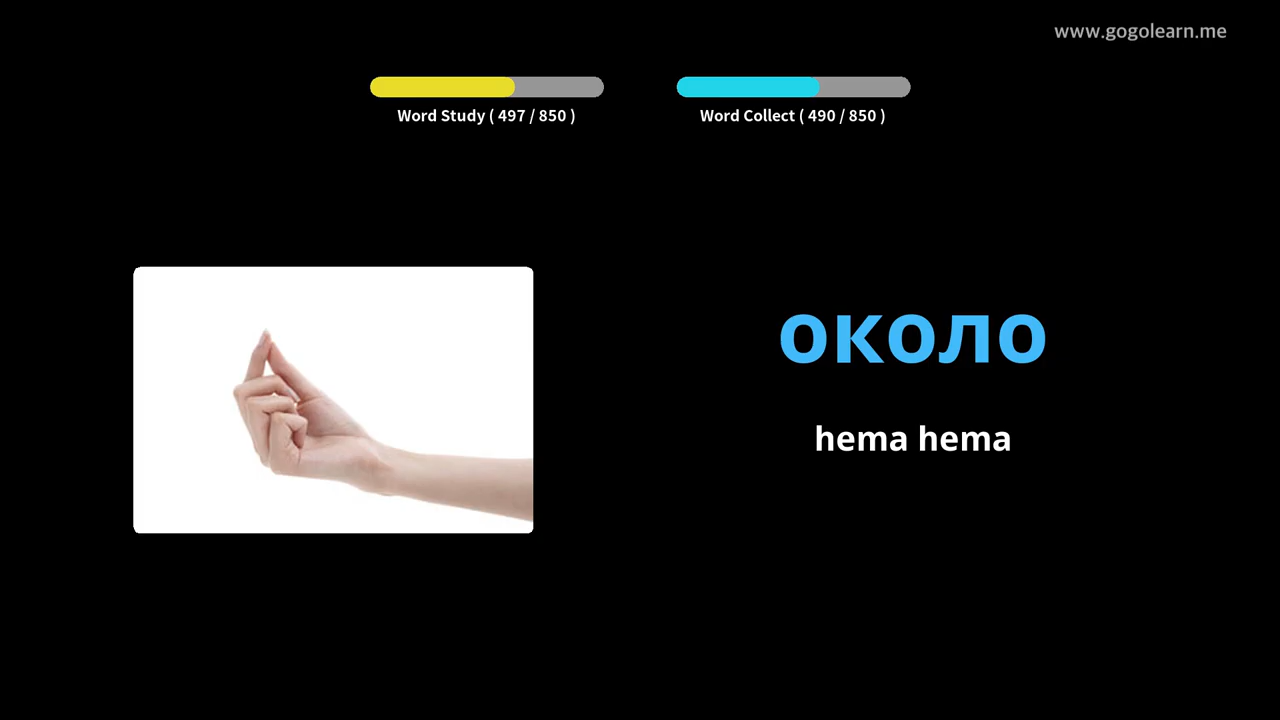 www.gogolearn.me
Word Study ( 497 / 850 )
Word Collect ( 490 / 850 )
около
hema hema